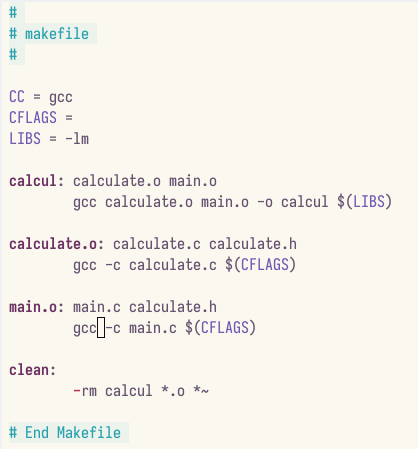 #
# makefile
#
CC = gcc
CFLAGS =
LIBS = -lm
calcul: calculate.o main.o
gcc calculate.o main.o -o calcul $(LIBS)
calculate.o: calculate.c calculate.h
gcc -c calculate.c $(CFLAGS)
main.o: main.c calculate.h
gcc -c main.c $(CFLAGS)
clean:
-rm calcul *.o *~
# End Makefile